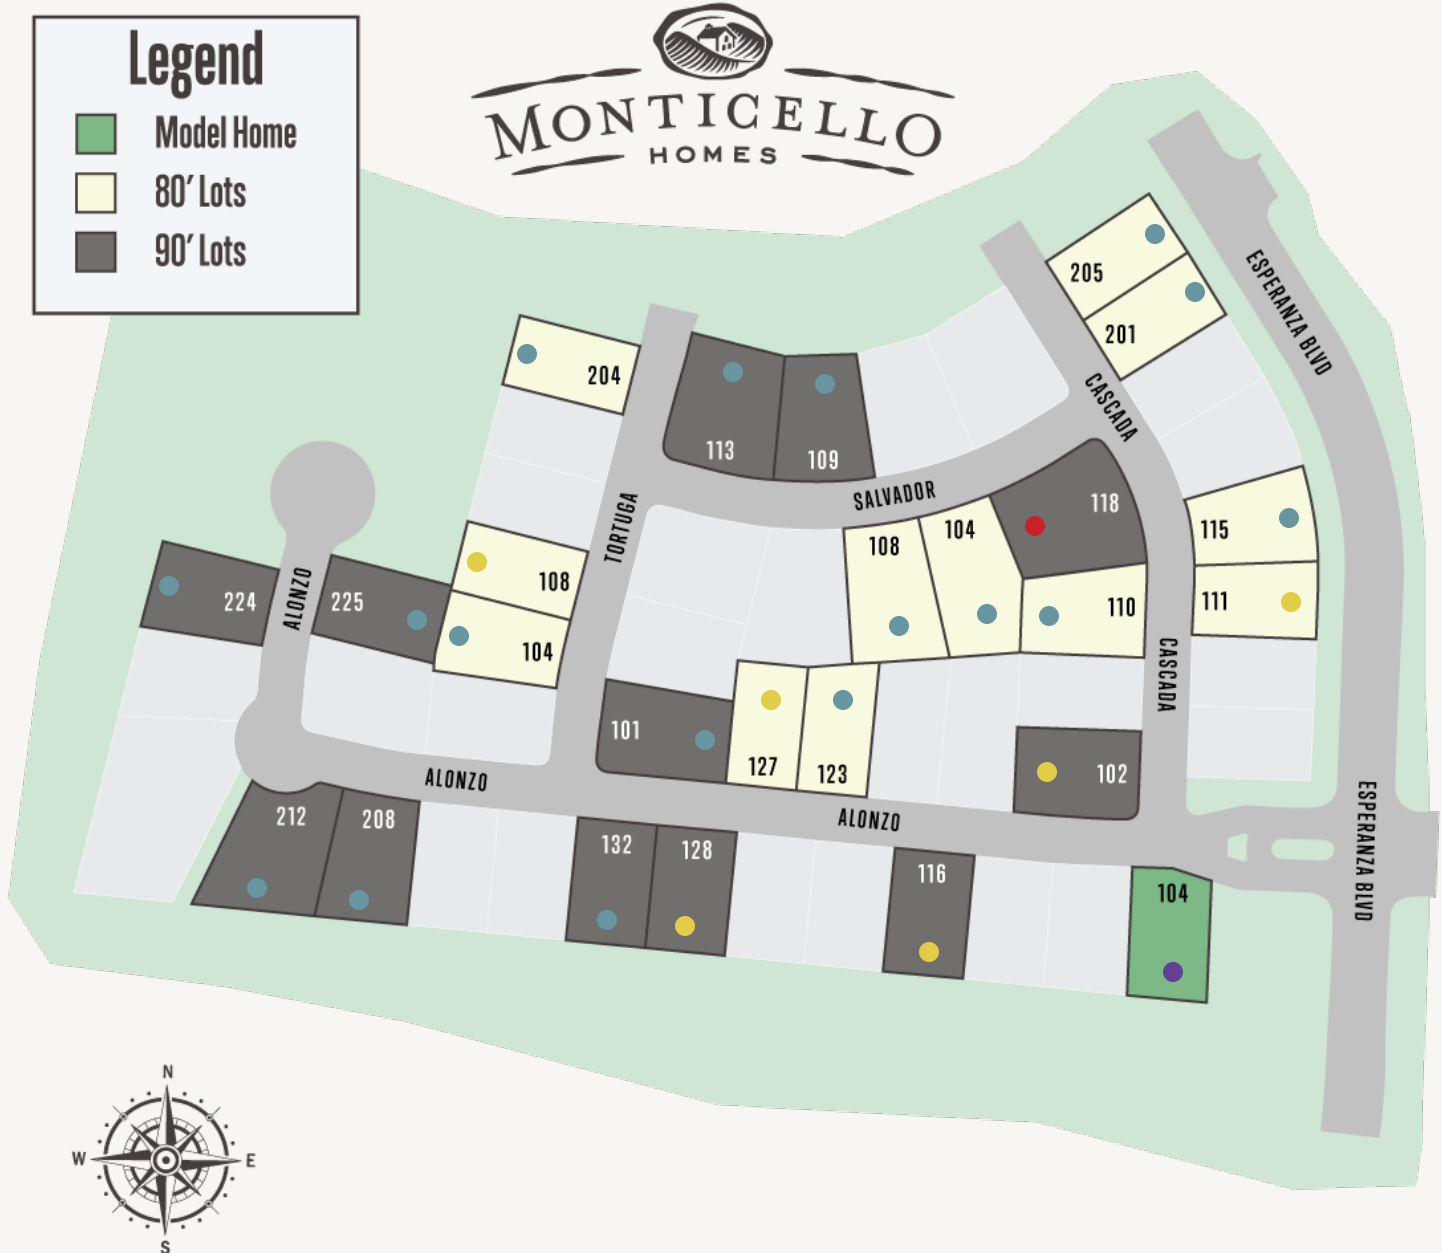 Legend
Model Home
80' Lots
90' Lots
MONTICELLO
HOMES
205
201
ESPERANZA BLVD
CASCADA
204
113
109
SALVADOR
118
108
104
115
TORTUGA
108
104
224
ALONZO
225
110
111
CASCADA
101
127
123
102
ALONZO
ALONZO
ESPERANZA BLVD
212
208
132
128
116
104
N
W
E
S